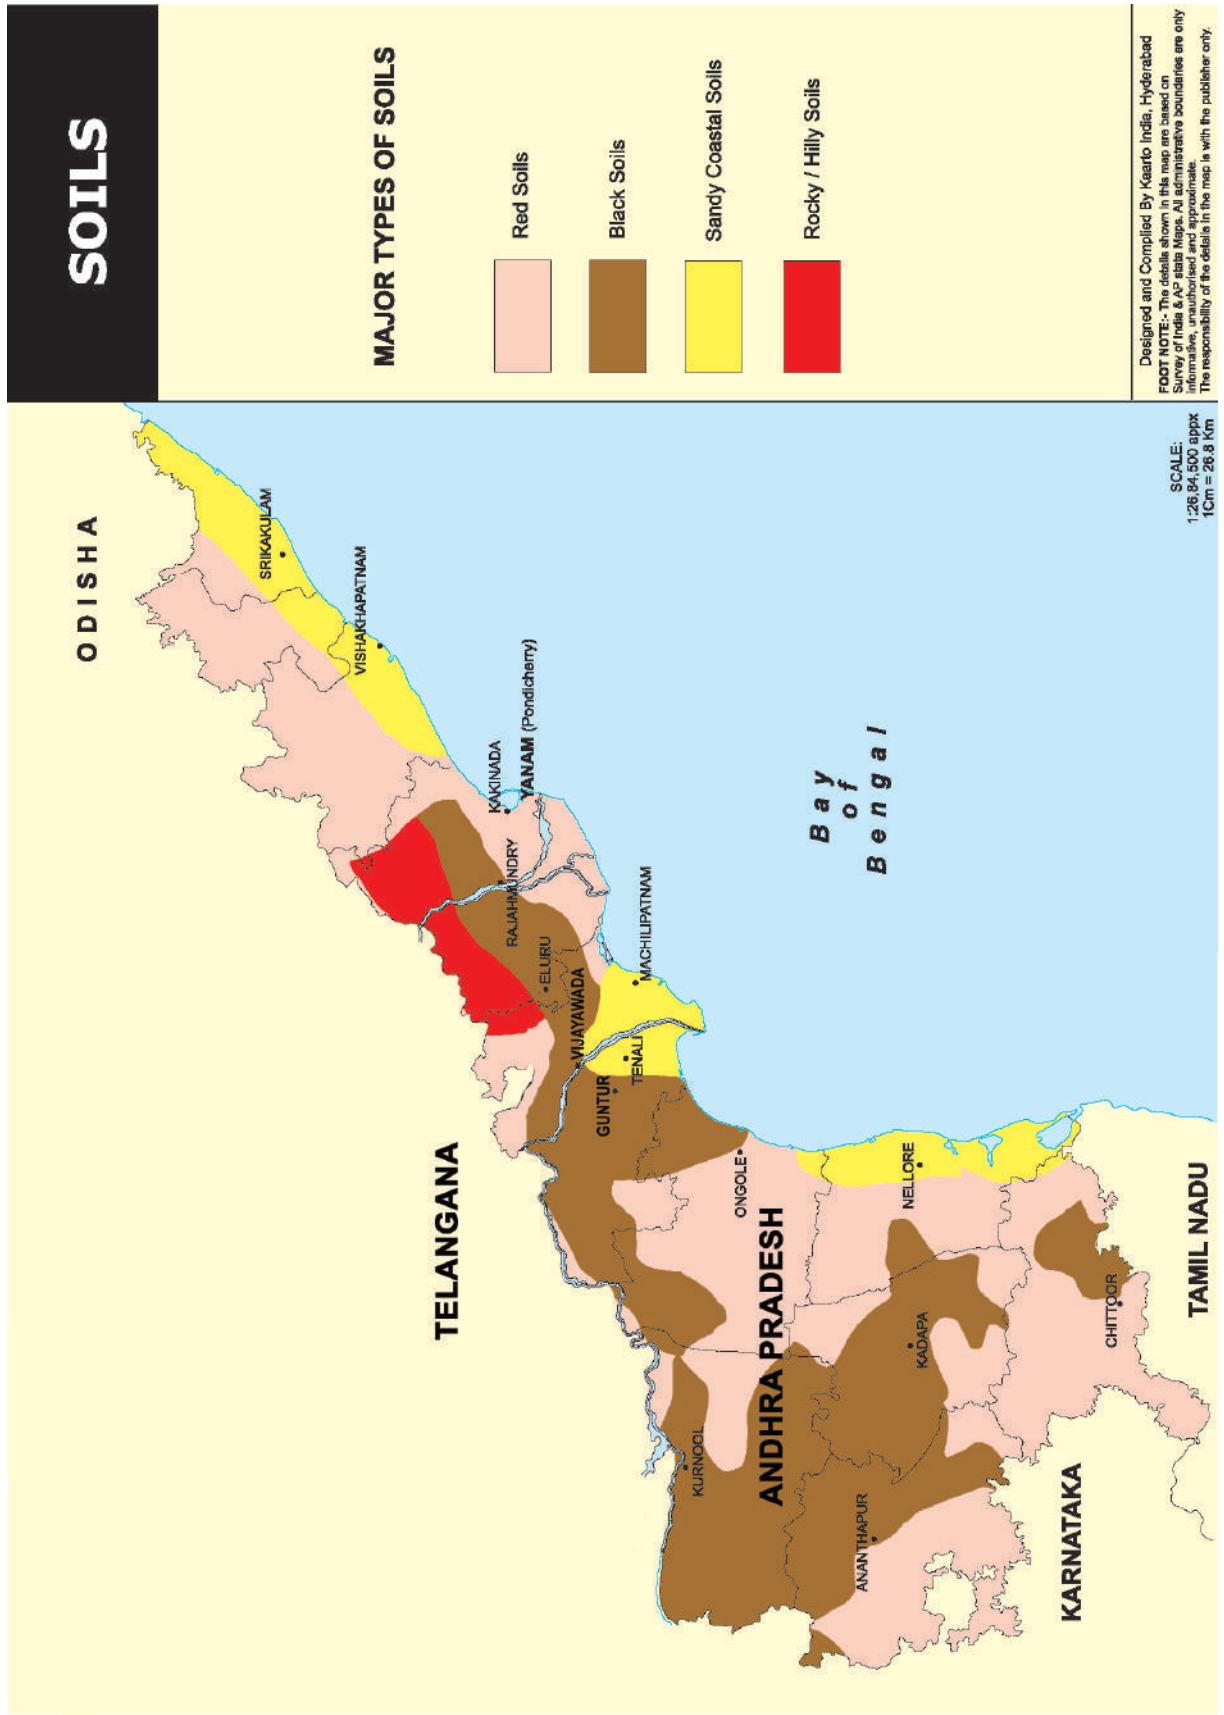 SOILS
MAJOR TYPES OF SOILS
Red Soils
Black Soils
Sandy Coastal Soils
Rocky / Hilly Soils
Designed and Complied By Kaarto India, Hyderabad
FOOT NOTE:- The details shown in this map are based on
Survey of India & AP state Maps. All administrative boundaries are only
informative, unauthorised and approximate.
The responsibility of the details in the map is with the publisher only.
SCALE:
1:26,84,500 appx
1Cm = 26.8 Km
ODISHA
SRIKAKULAM
VISHAKHAPATNAM
KAKINADA
YANAM (Pondicherry)
RAJAHMUNDRY
ELURU
VIJAYAWADA
MACHILIPATNAM
GUNTUR
TENALI
Bay
of
Bengal
TELANGANA
ONGOLE
ANDHRA PRADESH
NELLORE
KURNOOL
KADAPA
CHITTOOR
ANANTHAPUR
KARNATAKA
TAMIL NADU